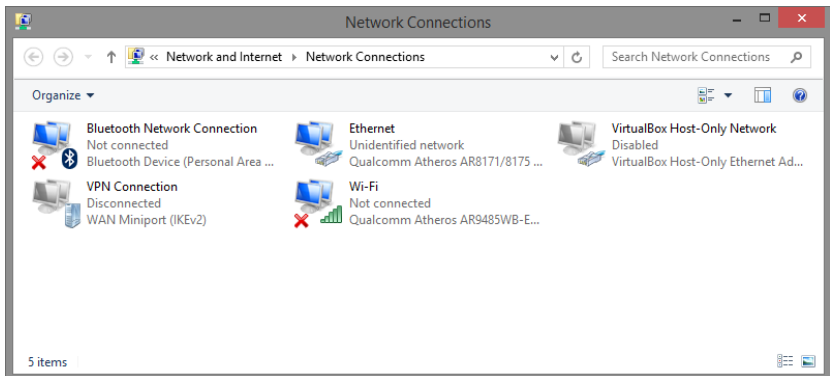 Network Connections
« Network and Internet Network Connections
Search Network Connections
Organize
Bluetooth Network Connection
Not connected
Bluetooth Device (Personal Area ...
Ethernet
Unidentified network
Qualcomm Atheros AR8171/8175 ...
VirtualBox Host-Only Network
Disabled
VirtualBox Host-Only Ethernet Ad...
VPN Connection
Disconnected
WAN Miniport (IKEv2)
Wi-Fi
Not connected
Qualcomm Atheros AR9485WB-E...
5 items